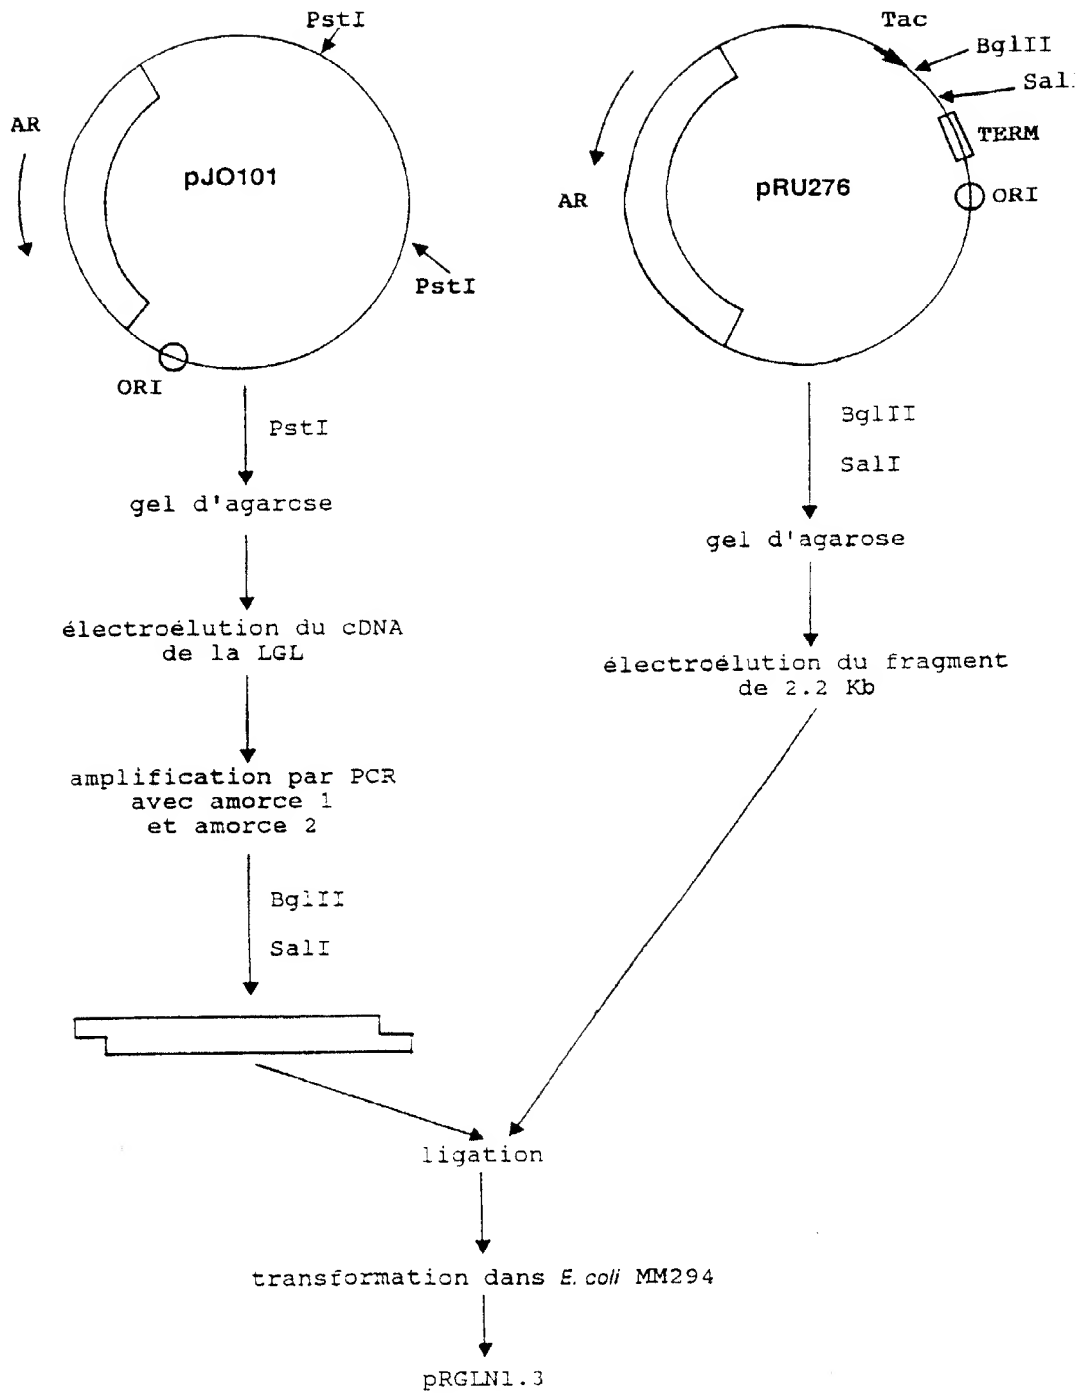 PstI
AR
pJO101
PstI
ORI
PstI
gel d'agarose
électroélution du cDNA
de la LGL
amplification par PCR
avec amorce 1
et amorce 2
BglII
SalI
Tac
BglII
SalI
TERM
ORI
AR
pRU276
BglII
SalI
gel d'agarose
électroélution du fragment
de 2.2 Kb
ligation
transformation dans E. coli MM294
pRGLN1.3